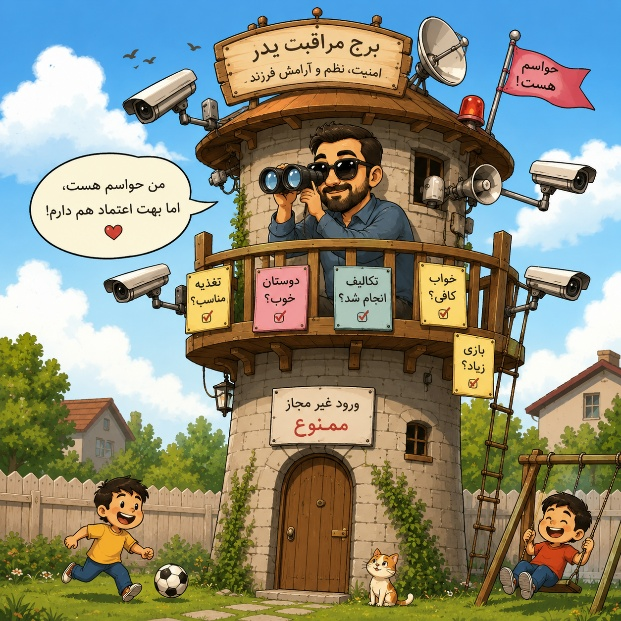 برج مراقبت پدر
امنیت، نظم و آرامش فرزند
حواسم
هست!
من حواسم هست،
اما بهت اعتماد هم دارم!
تغذیه
مناسب؟
دوستان
خوب؟
تکالیف
انجام شد؟
خواب
کافی؟
بازی
زیاد؟
ورود غیر مجاز
ممنوع